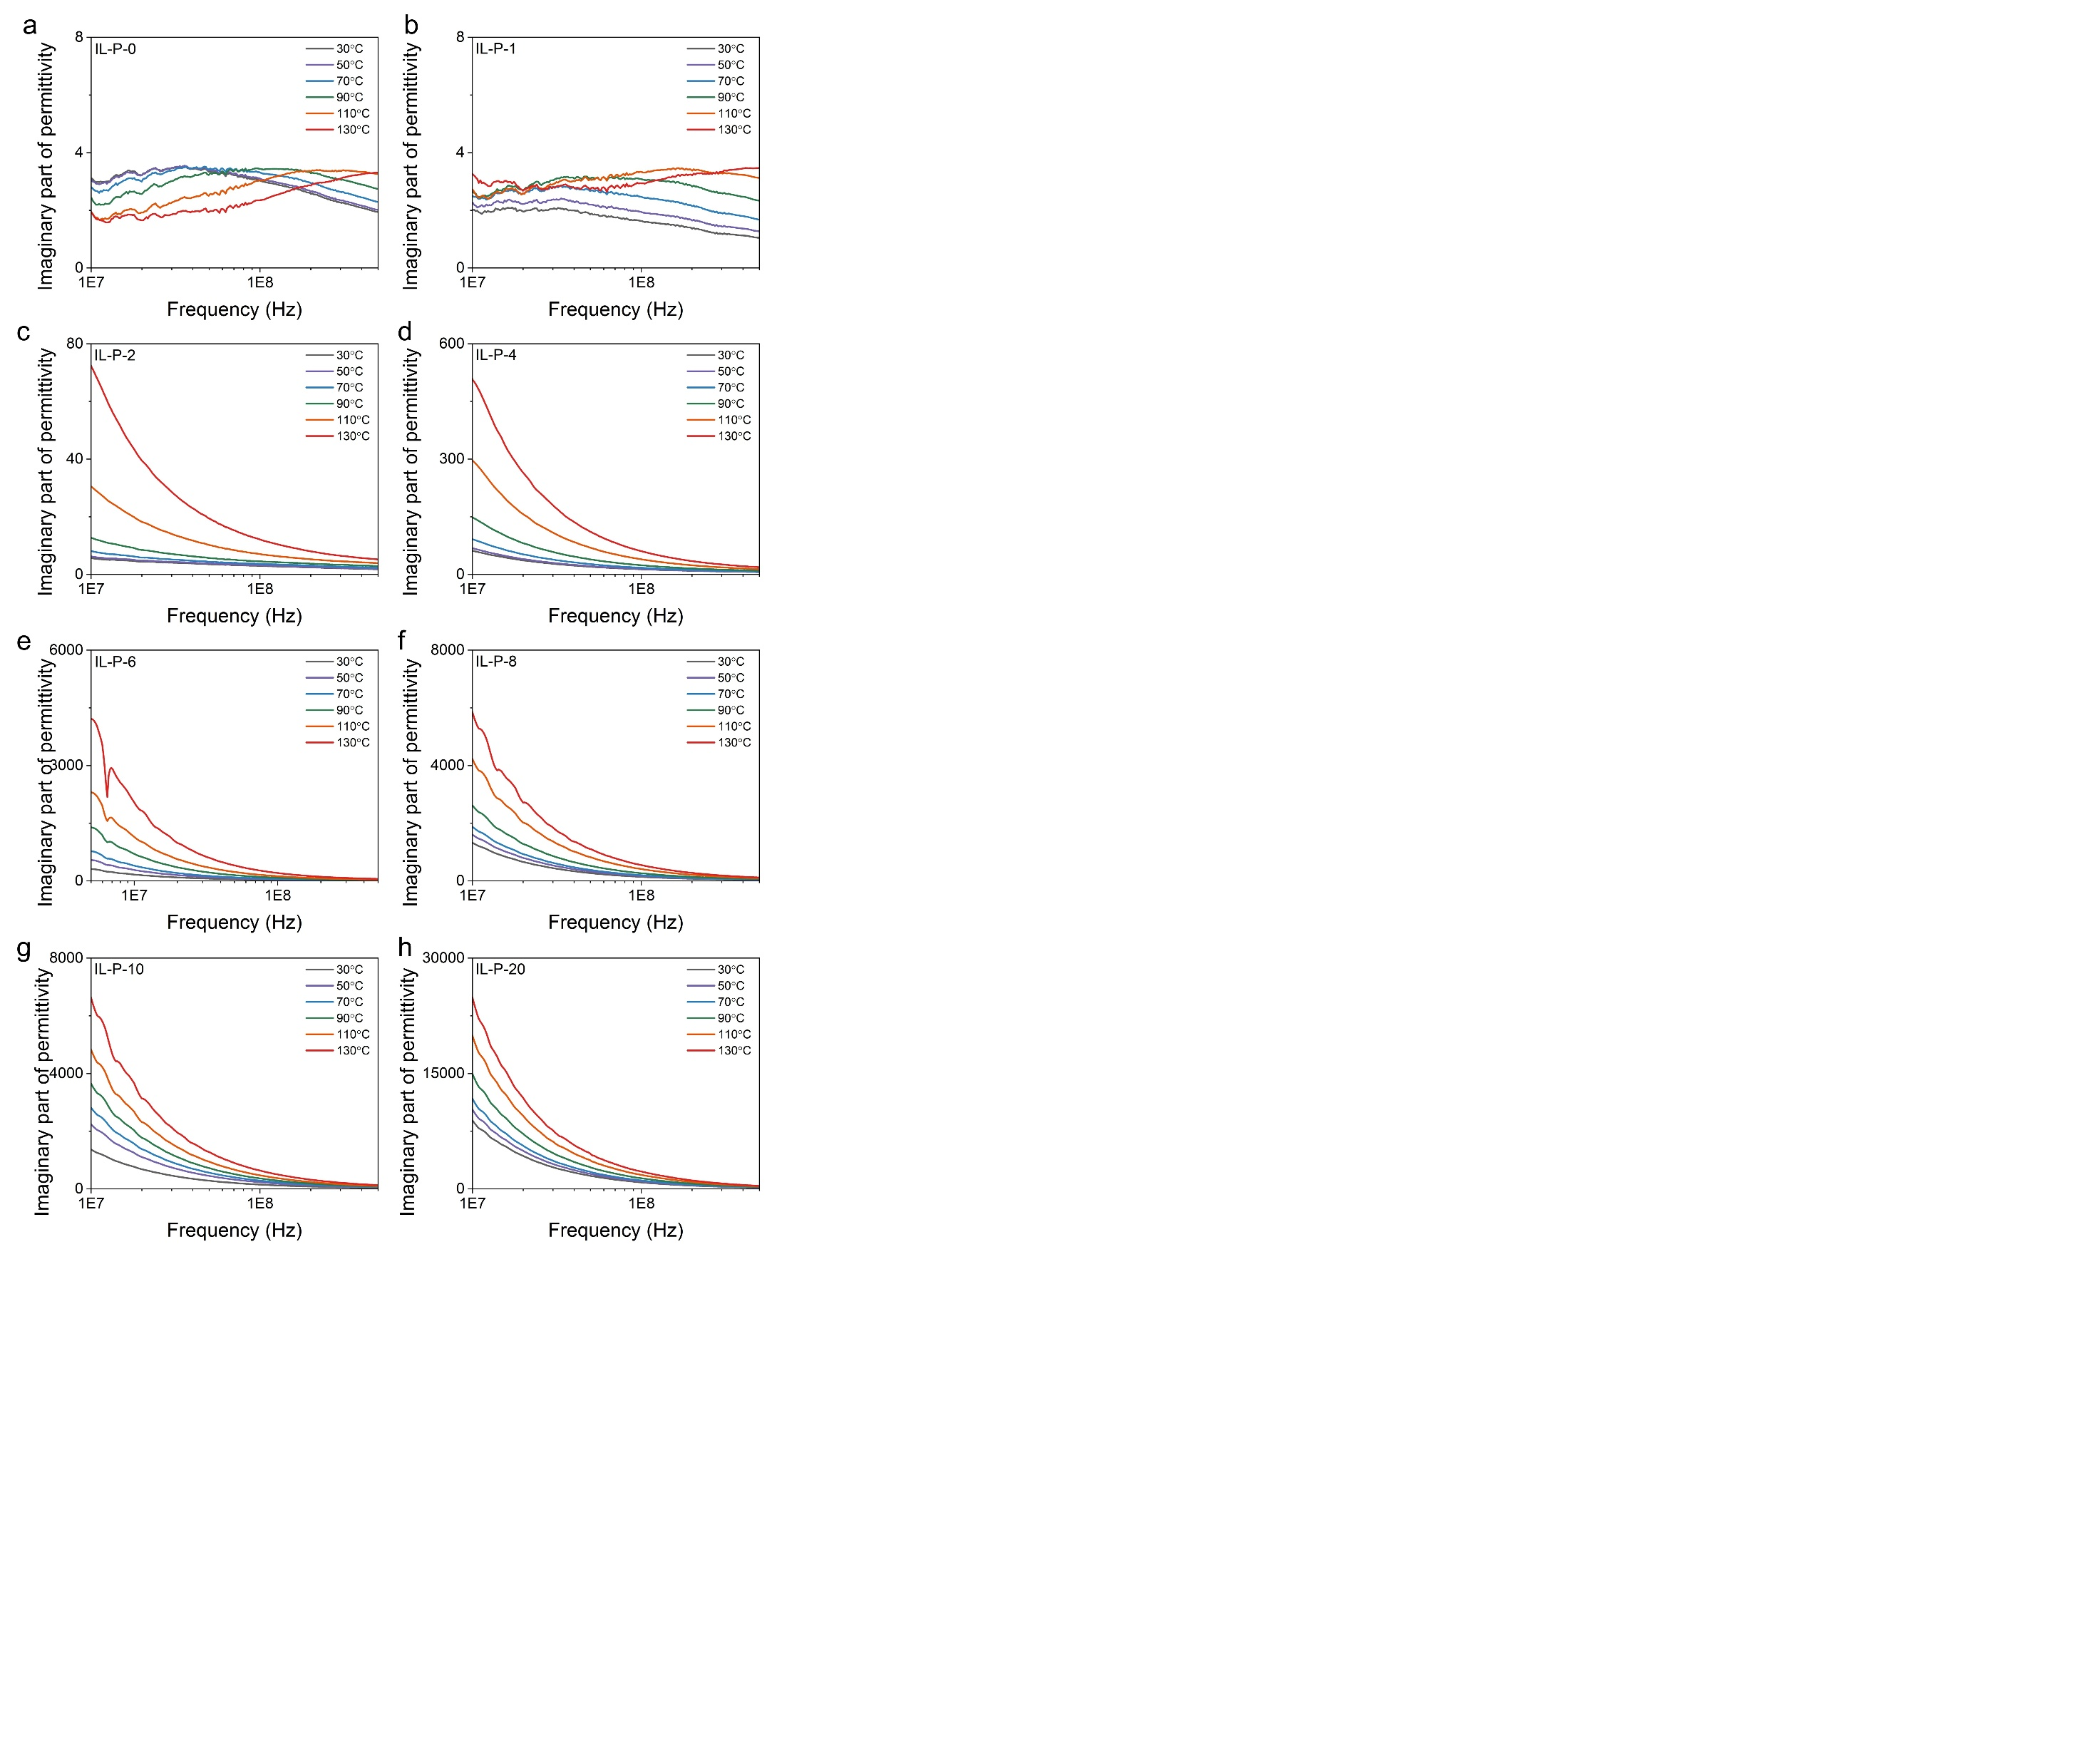 a
8
IL-P-0
30°C
50°C
70°C
90°C
110°C
130°C
4
0
1E7
1E8
Frequency (Hz)
Imaginary part of permittivity
b
8
IL-P-1
30°C
50°C
70°C
90°C
110°C
130°C
4
0
1E7
1E8
Frequency (Hz)
Imaginary part of permittivity
c
80
IL-P-2
30°C
50°C
70°C
90°C
110°C
130°C
40
0
1E7
1E8
Frequency (Hz)
Imaginary part of permittivity
d
600
IL-P-4
30°C
50°C
70°C
90°C
110°C
130°C
300
0
1E7
1E8
Frequency (Hz)
Imaginary part of permittivity
e
6000
IL-P-6
30°C
50°C
70°C
90°C
110°C
130°C
3000
0
1E7
1E8
Frequency (Hz)
Imaginary part of permittivity
f
8000
IL-P-8
30°C
50°C
70°C
90°C
110°C
130°C
4000
0
1E7
1E8
Frequency (Hz)
Imaginary part of permittivity
g
8000
IL-P-10
30°C
50°C
70°C
90°C
110°C
130°C
4000
0
1E7
1E8
Frequency (Hz)
Imaginary part of permittivity
h
30000
IL-P-20
30°C
50°C
70°C
90°C
110°C
130°C
15000
0
1E7
1E8
Frequency (Hz)
Imaginary part of permittivity